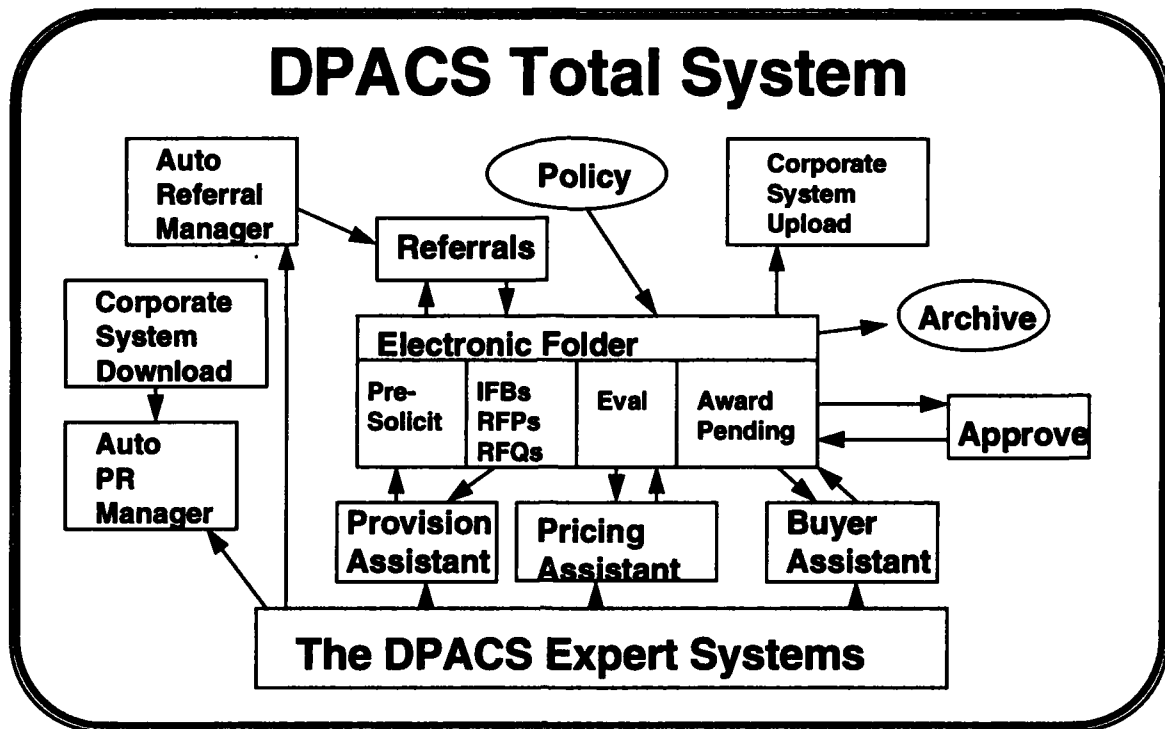 DPACS Total System
Auto
Referral
Manager
Policy
Corporate
System
Upload
Referrals
Corporate
System
Download
Archive
Electronic Folder
Pre-
Solicit
IFBs
RFPs
RFQs
Eval
Award
Pending
Approve
Auto
PR
Manager
Provision
Assistant
Pricing
Assistant
Buyer
Assistant
The DPACS Expert Systems